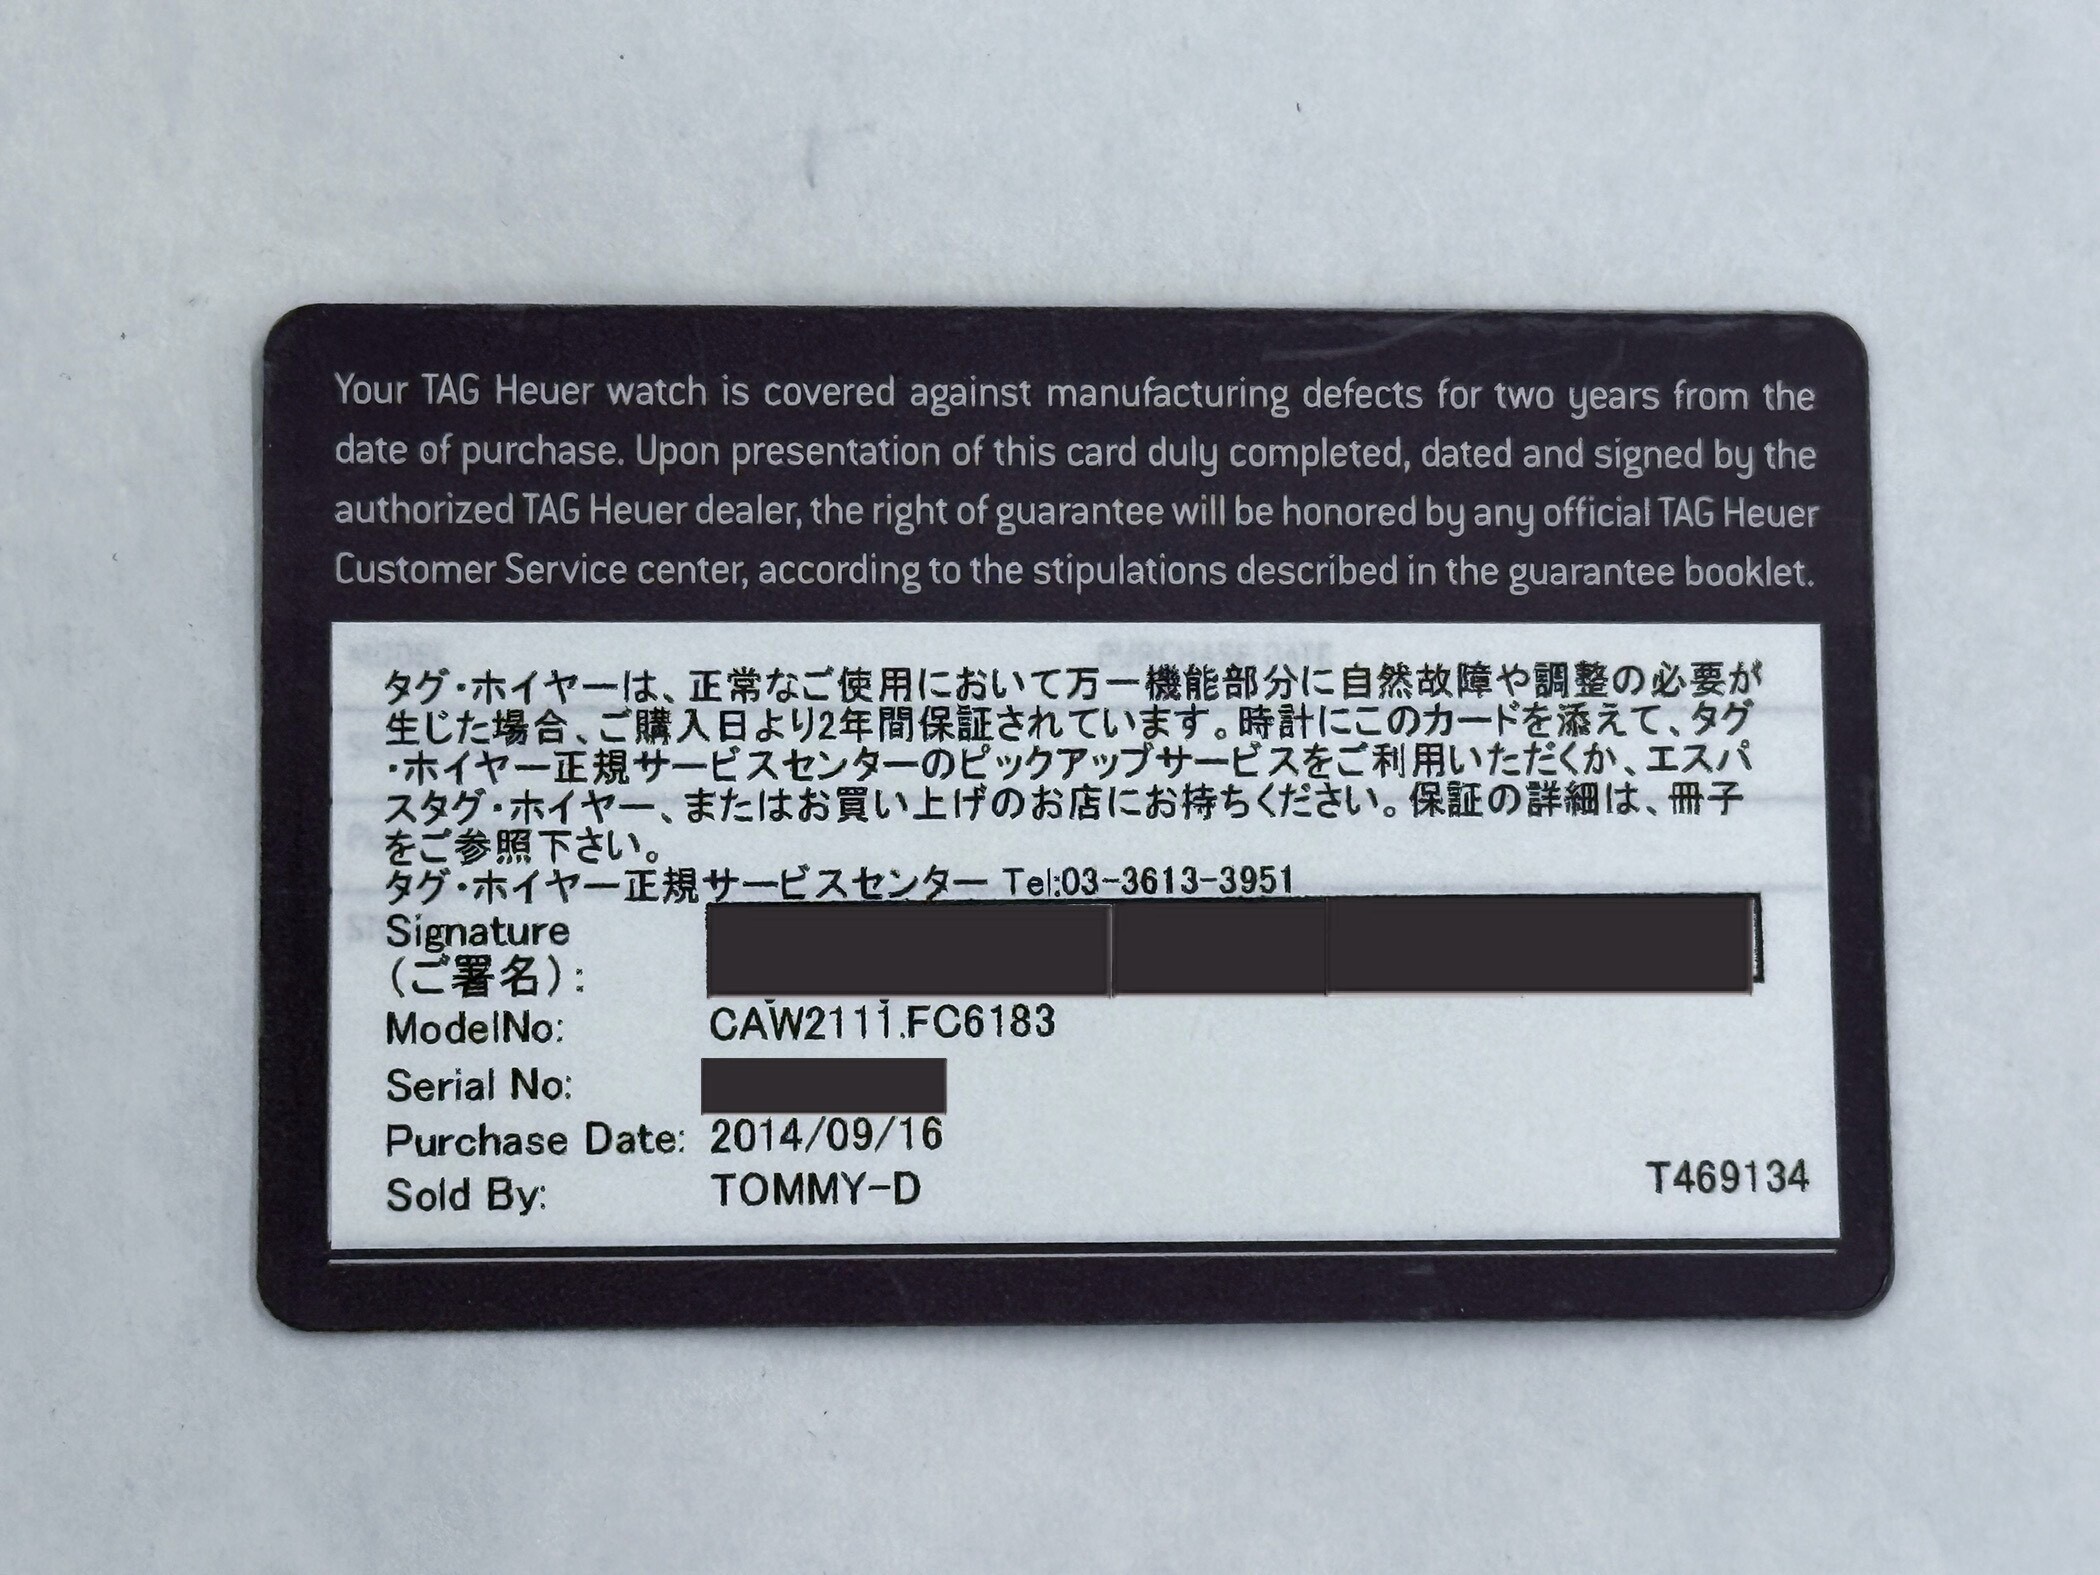 Your TAG Heuer watch is covered against manufacturing defects for two years from the
date of purchase. Upon presentation of this card duly completed, dated and signed by the
authorized TAG Heuer dealer, the right of guarantee will be honored by any official TAG Heuer
Customer Service center, according to the stipulations described in the guarantee booklet.
タグ・ホイヤーは、正常なご使用において万一機能部分に自然故障や調整の必要が
生じた場合、ご購入日より2年間保証されています。時計にこのカードを添えて、タグ
・ホイヤー正規サービスセンターのピックアップサービスをご利用いただくか、エスパ
スタグ・ホイヤー、またはお買い上げのお店にお持ちください。保証の詳細は、冊子
をご参照下さい。
タグ・ホイヤー正規サービスセンター Tel:03-3613-3951
Signature
(ご署名):
ModelNo: CAW2111.FC6183
Serial No:
Purchase Date: 2014/09/16
Sold By: TOMMY-D
T469134